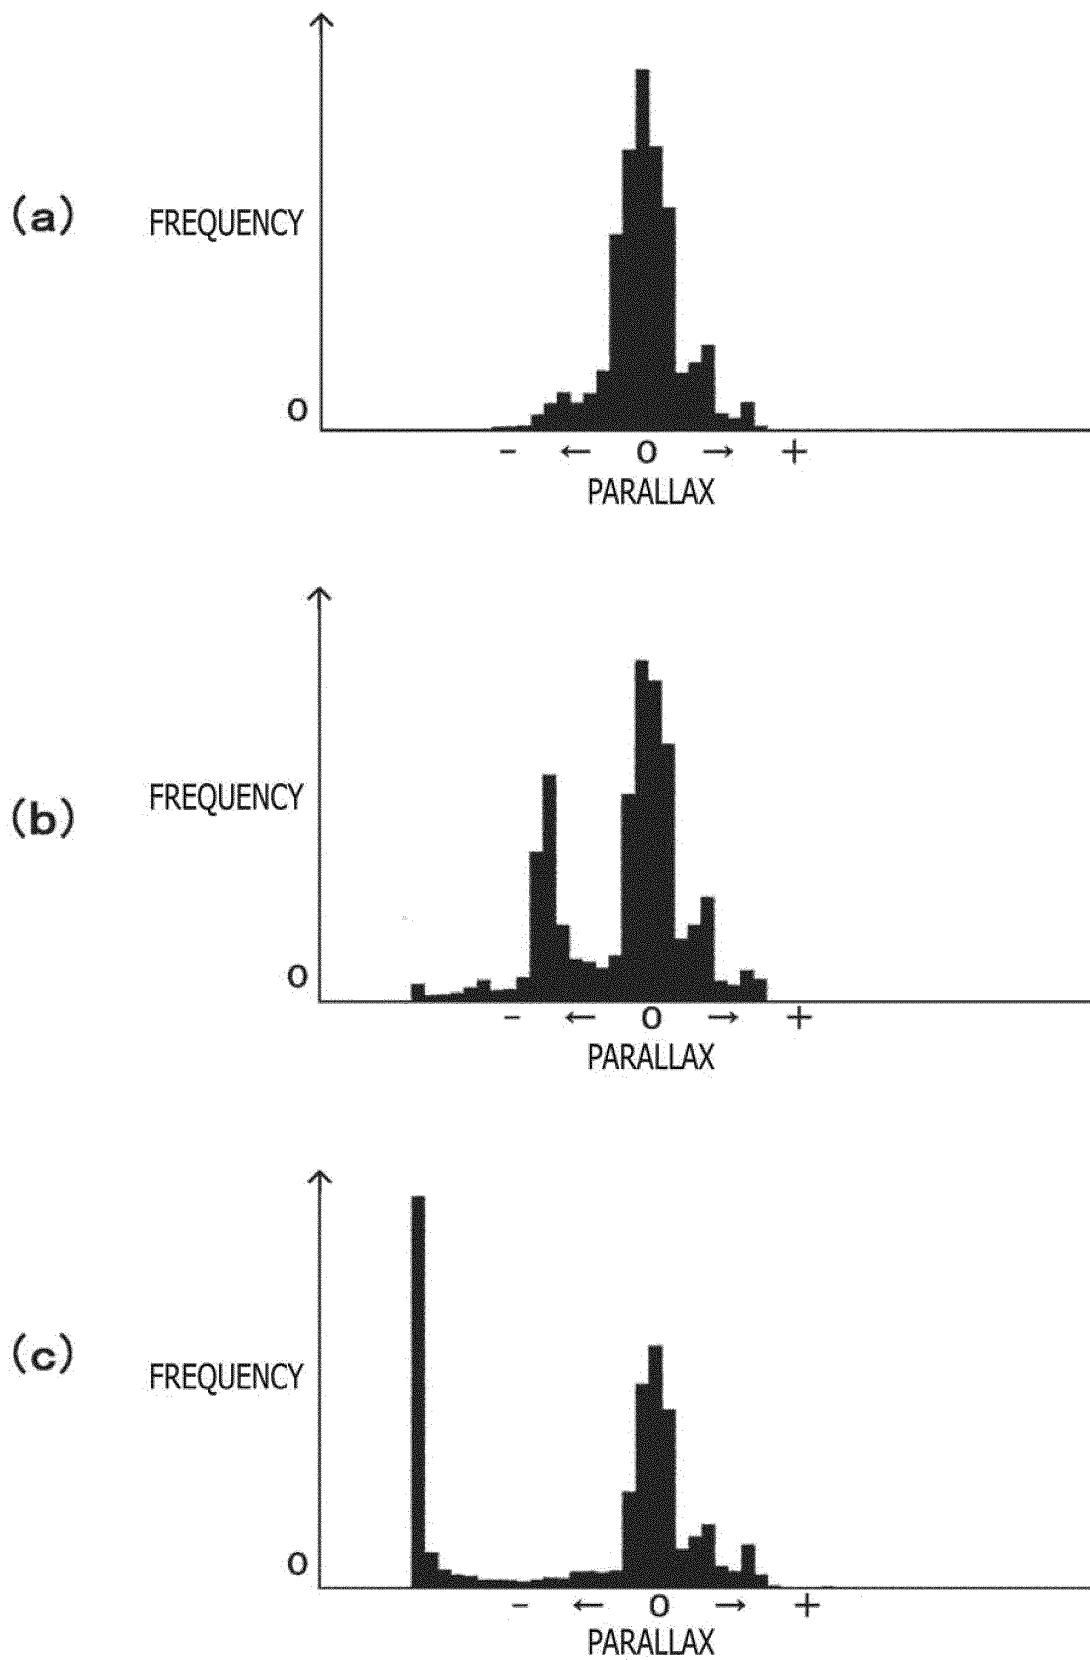 (a)
FREQUENCY
0
- ← 0 → +
PARALLAX
(b)
FREQUENCY
0
- ← 0 → +
PARALLAX
(c)
FREQUENCY
0
- ← 0 → +
PARALLAX